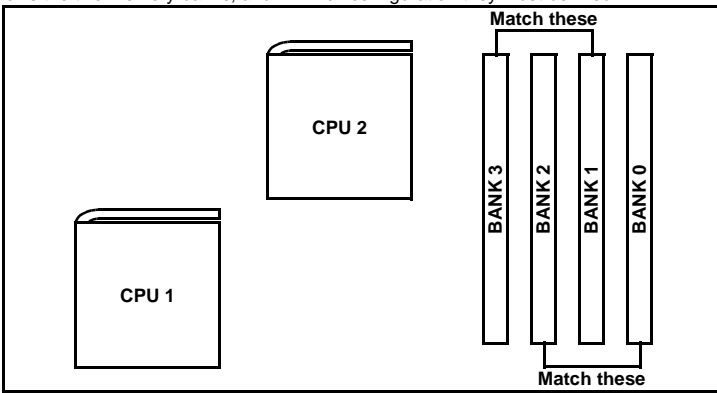 Match these
CPU 2
BANK 3
BANK 2
BANK 1
BANK 0
CPU 1
Match these